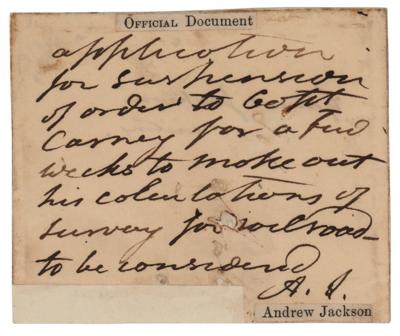 OFFICIAL DOCUMENT
application
for suspension
of order to Capt
Carney for a few
weeks to make out
his calculations of
survey for railroad
to be considered
A. J.
Andrew Jackson